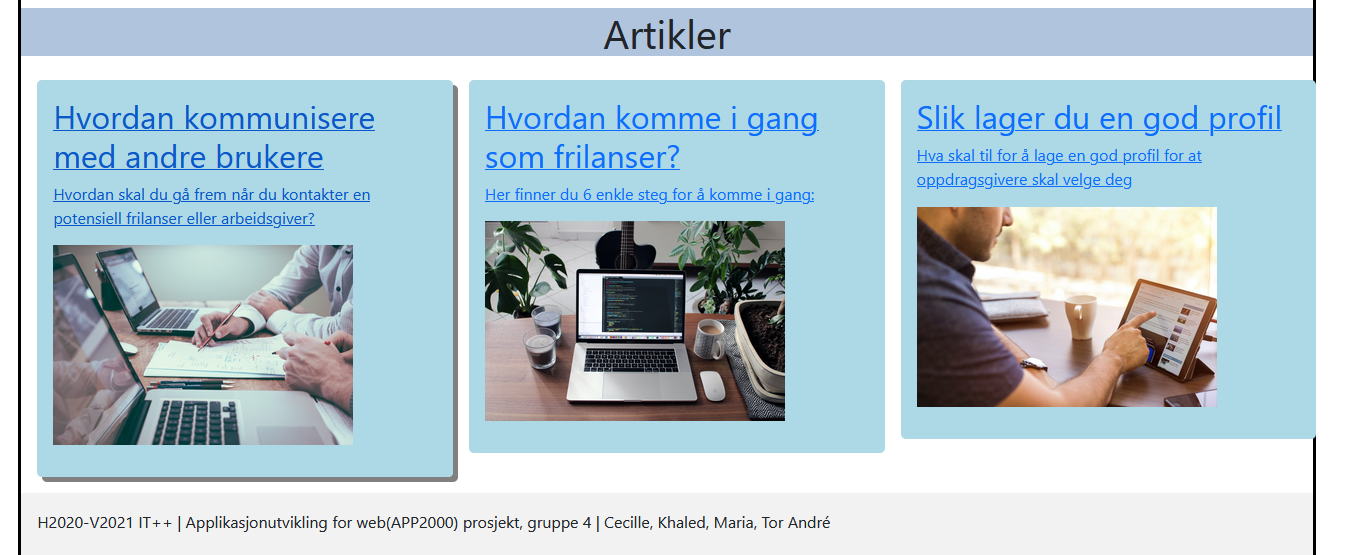 Artikler
Hvordan kommunisere
med andre brukere
Hvordan skal du gå frem når du kontakter en
potensiell frilanser eller arbeidsgiver?
Hvordan komme i gang
som frilanser?
Her finner du 6 enkle steg for å komme i gang:
Slik lager du en god profil
Hva skal til for å lage en god profil for at
oppdragsgivere skal velge deg
H2020-V2021 IT++ | Applikasjonutvikling for web(APP2000) prosjekt, gruppe 4 | Cecille, Khaled, Maria, Tor André